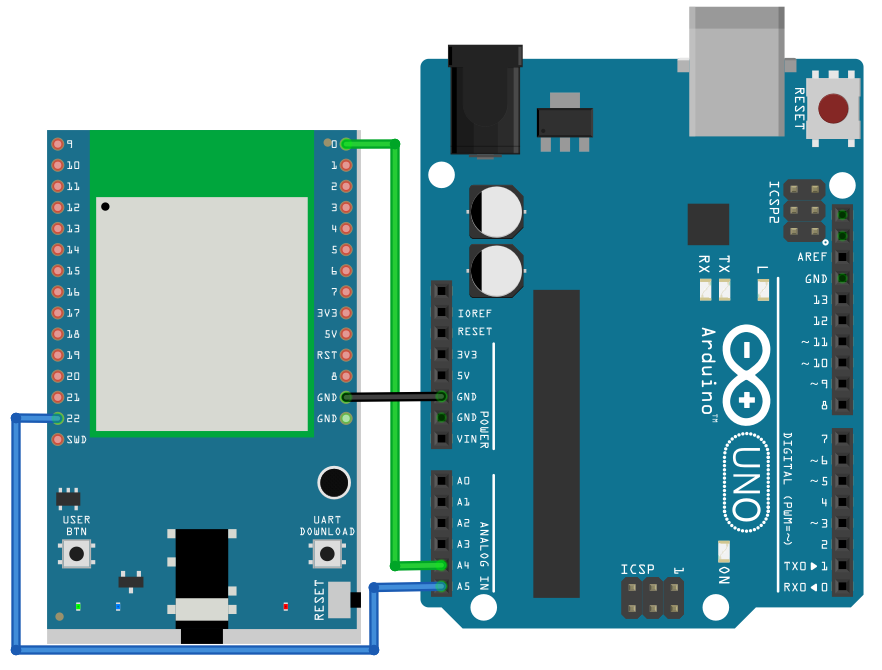 9
10
11
12
13
14
15
16
17
18
19
20
21
22
SWD
0
1
2
3
4
5
6
7
3V3
5V
RST
8
GND
GND
USER
BTN
UART
DOWNLOAD
RESET
IOREF
RESET
3V3
5V
GND
GND
VIN
POWER
A0
A1
A2
A3
A4
A5
ANALOG IN
RESET
ICSP2
RX
TX
L
Arduino™
UNO
AREF
GND
13
12
~11
~10
~9
8
7
~6
~5
4
~3
2
TX0▶1
RX0◀0
DIGITAL (PWM=~)
ICSP
1
ON